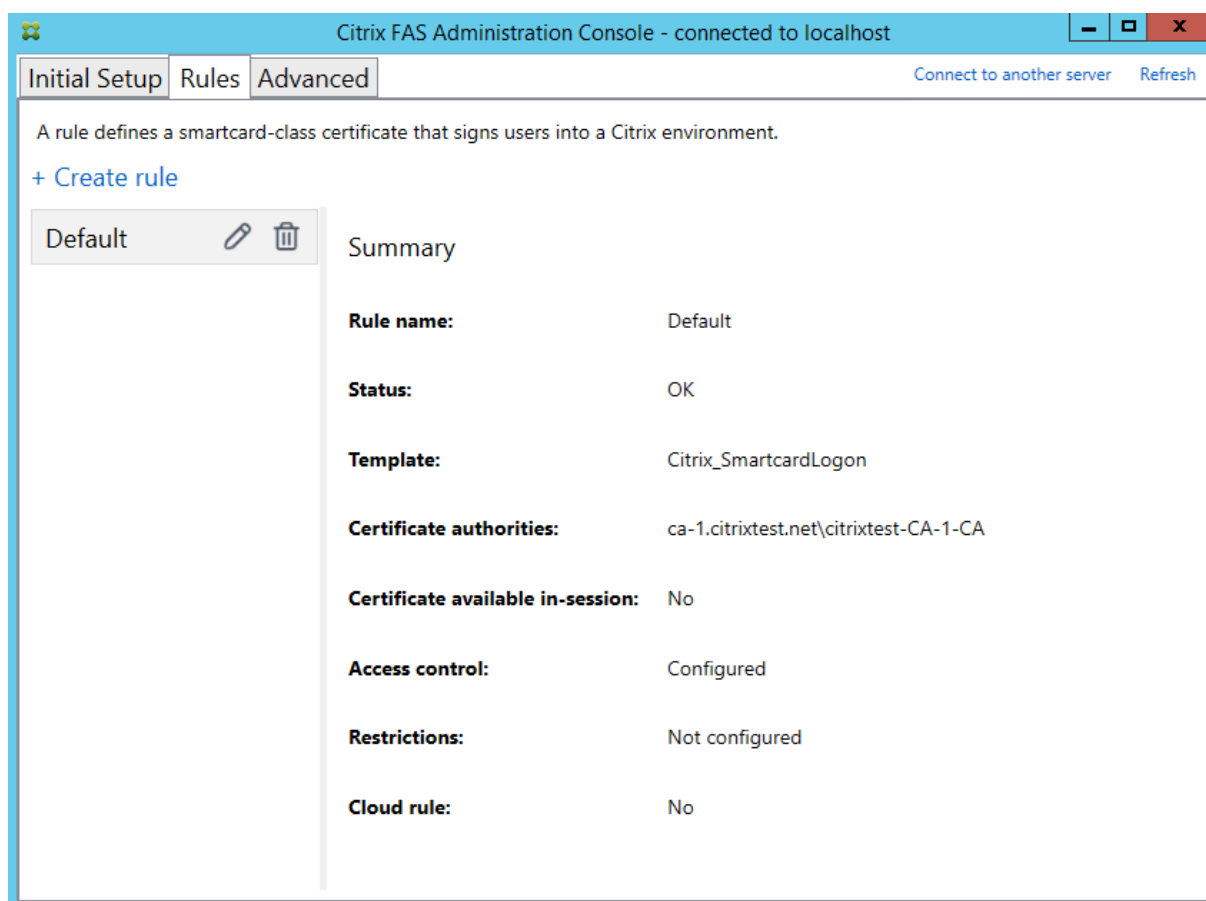 Citrix FAS Administration Console - connected to localhost
Initial Setup Rules Advanced Connect to another server Refresh
A rule defines a smartcard-class certificate that signs users into a Citrix environment.
+ Create rule
Default
Summary
Rule name: Default
Status: OK
Template: Citrix_SmartcardLogon
Certificate authorities: ca-1.citrixtest.net\citrixtest-CA-1-CA
Certificate available in-session: No
Access control: Configured
Restrictions: Not configured
Cloud rule: No